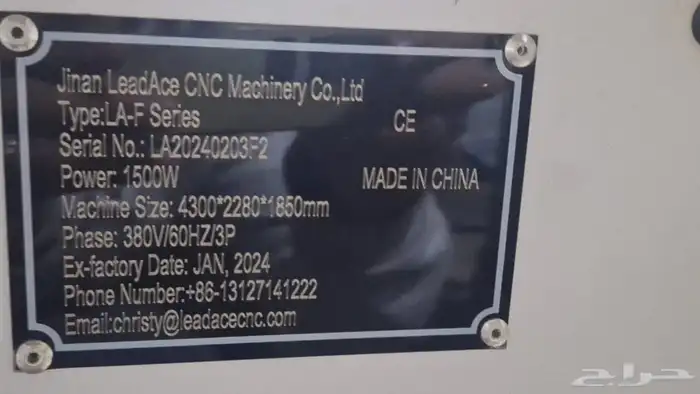 Jinan LeadAce CNC Machinery Co.,Ltd
Type:LA-F Series
CE
Serial No.: LA20240203F2
Power: 1500W
MADE IN CHINA
Machine Size: 4300*2280*1850mm
Phase: 380V/60HZ/3P
Ex-factory Date: JAN, 2024
Phone Number:+86-13127141222
Email:christy@leadacecnc.com
حراج